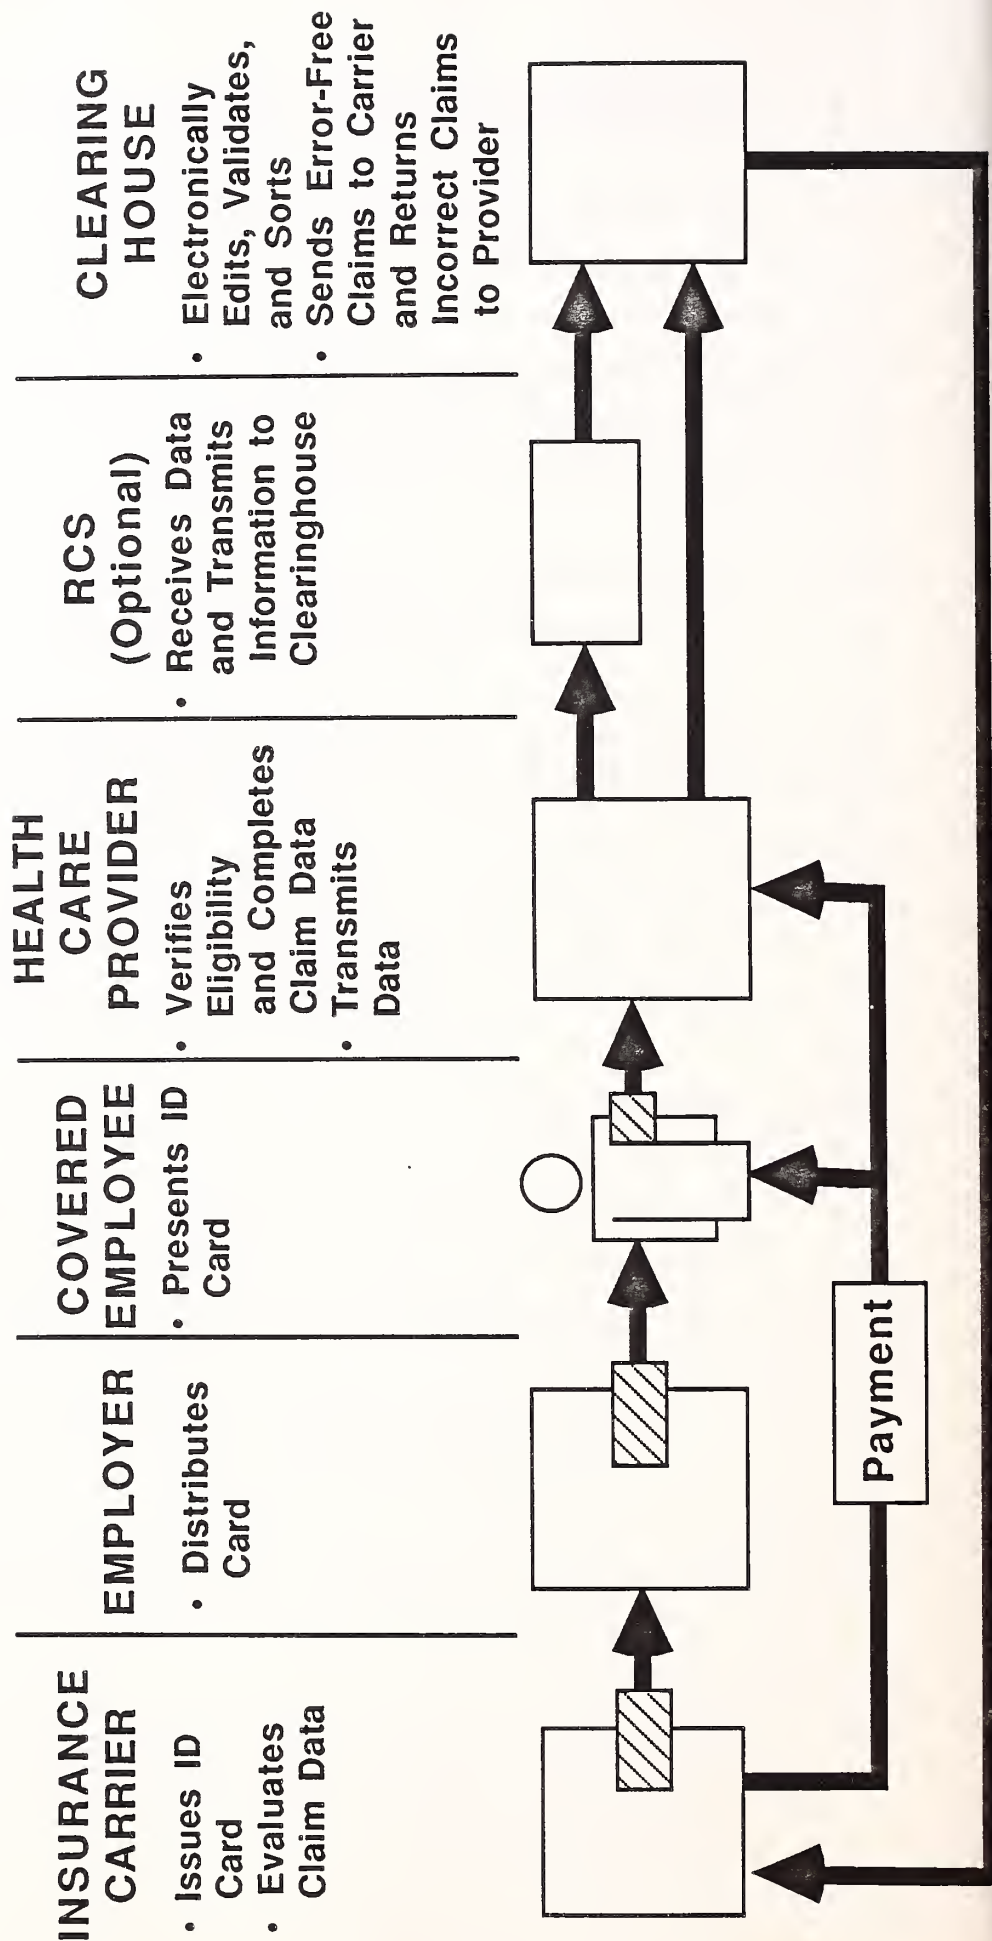 INSURANCE
CARRIER
• Issues ID
Card
• Evaluates
Claim Data
EMPLOYER
• Distributes
Card
COVERED
EMPLOYEE
• Presents ID
Card
HEALTH
CARE
PROVIDER
• Verifies
Eligibility
and Completes
Claim Data
• Transmits
Data
RCS
(Optional)
• Receives Data
and Transmits
Information to
Clearinghouse
CLEARING
HOUSE
• Electronically
Edits, Validates,
and Sorts
• Sends Error-Free
Claims to Carrier
and Returns
Incorrect Claims
to Provider
Payment